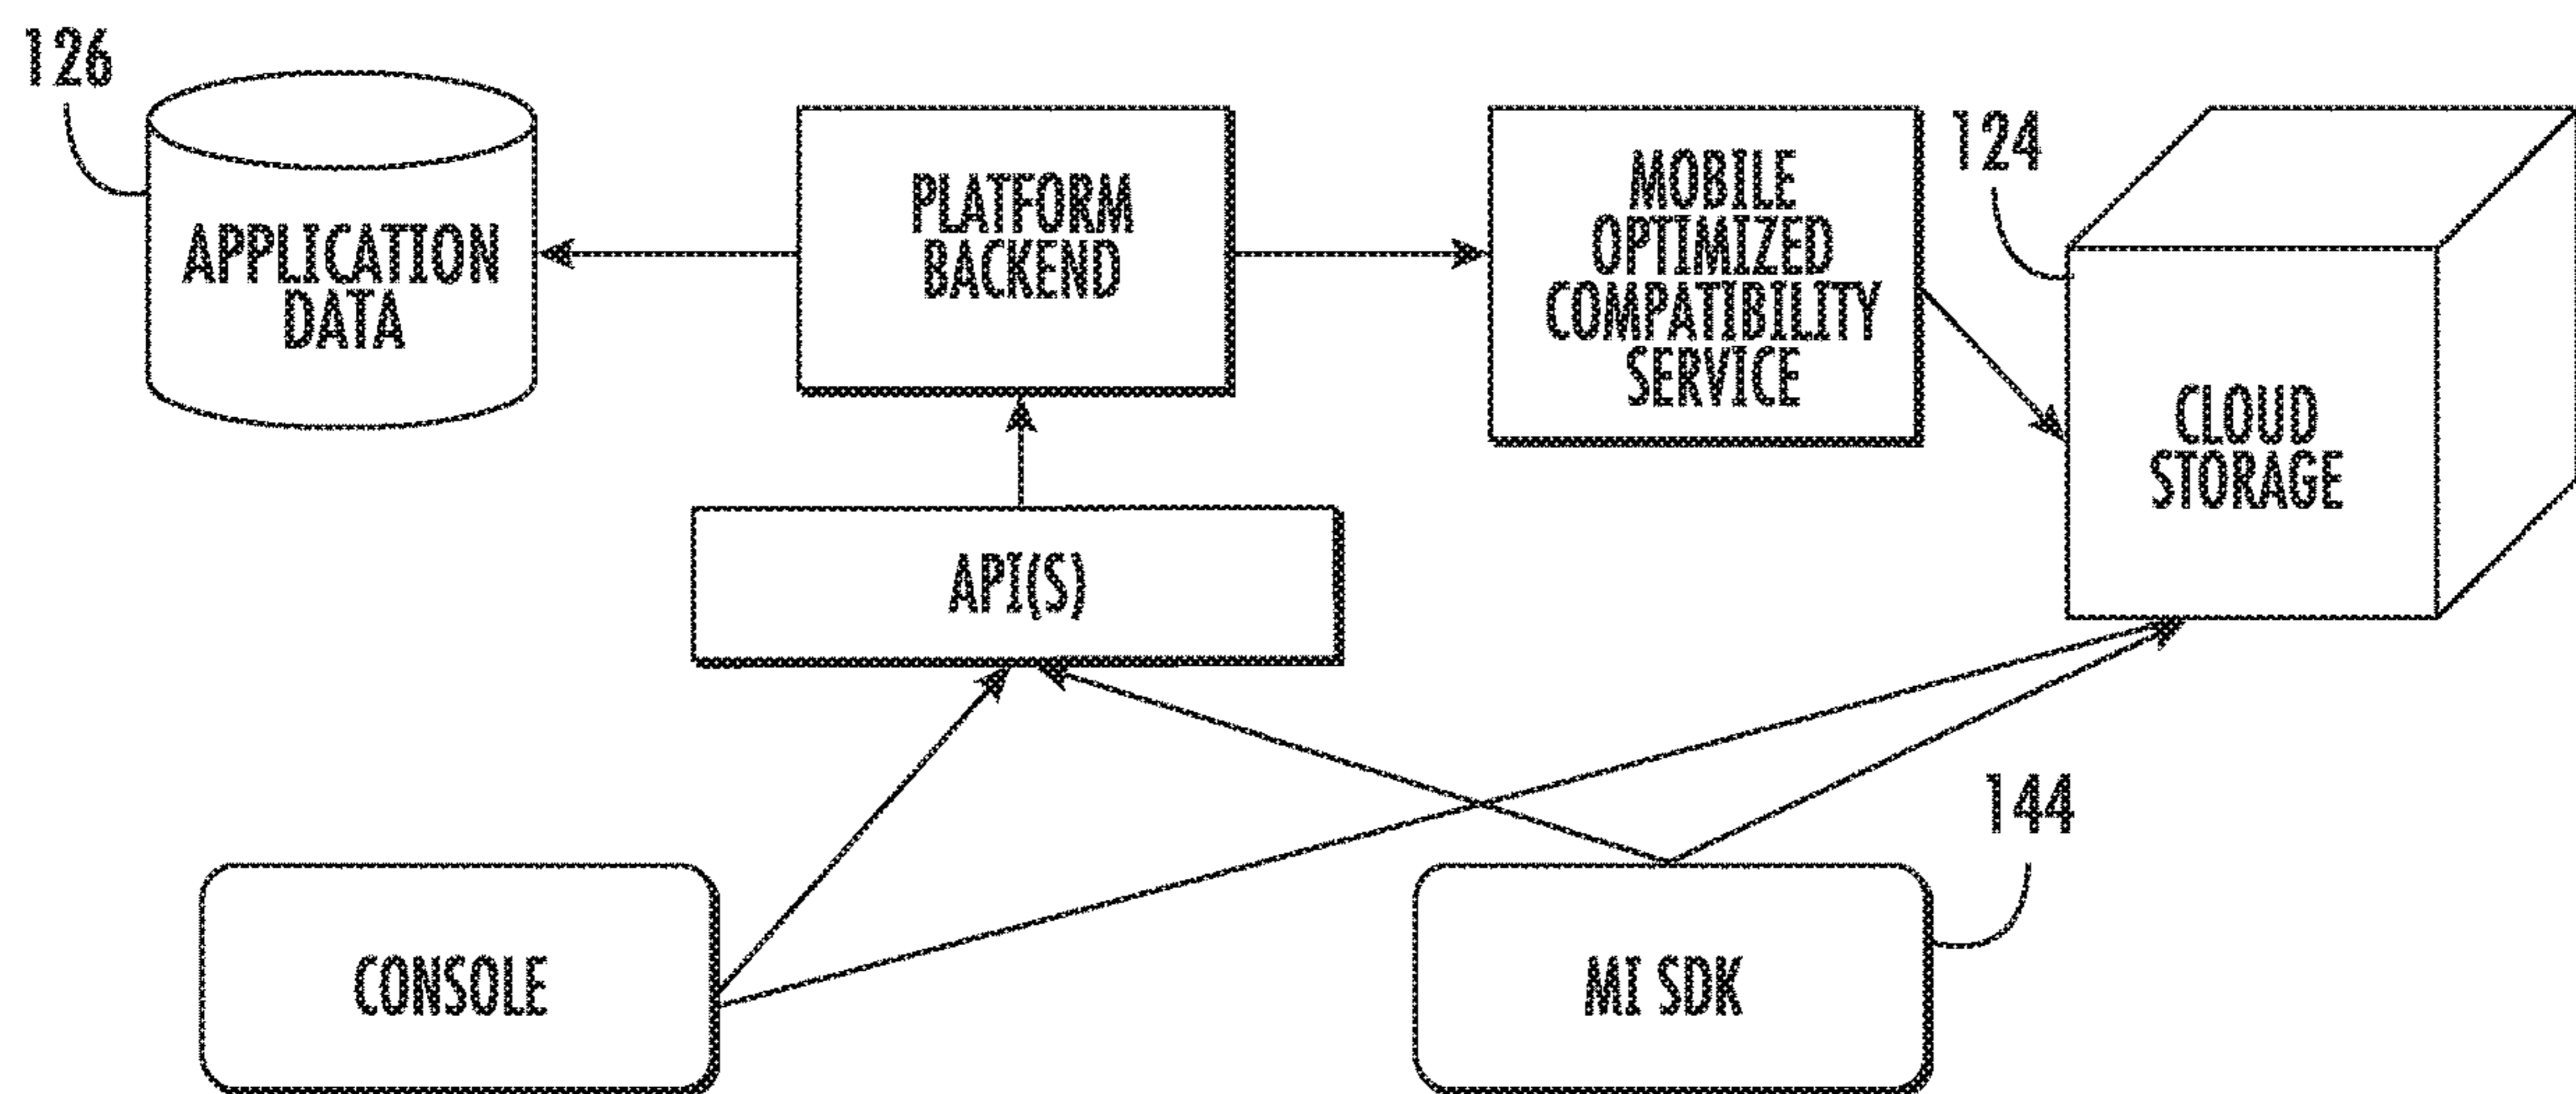 126
APPLICATION
DATA
PLATFORM
BACKEND
MOBILE
OPTIMIZED
COMPATIBILITY
SERVICE
124
CLOUD
STORAGE
API(S)
CONSOLE
MI SDK
144